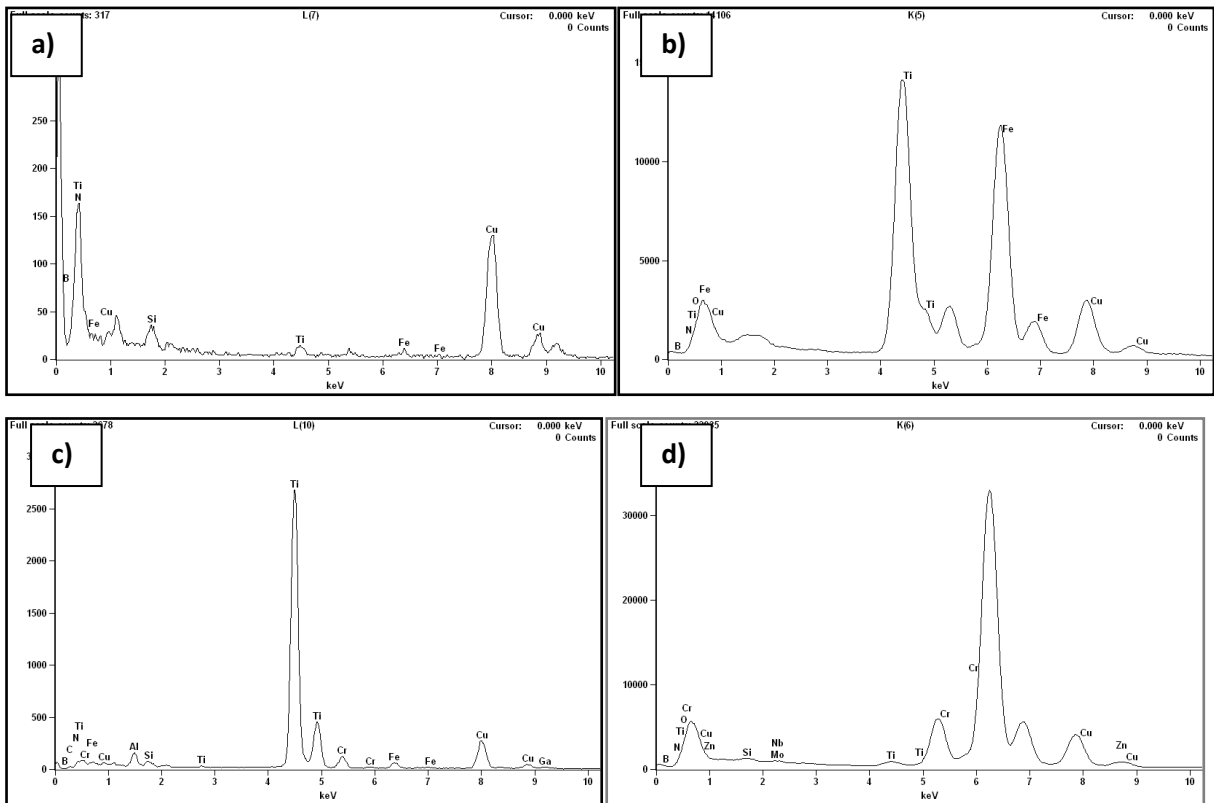 a)
counts: 317
L(7)
Cursor: 0.000 keV
0 Counts
250
200
150
100
50
0
Ti
N
B
Fe
Cu
Si
Ti
Fe
Fe
Cu
Cu
0 1 2 3 4 5 6 7 8 9 10
keV
b)
K(5)
Cursor: 0.000 keV
0 Counts
10000
5000
0
Ti
Fe
O
Ti
N
B
Cu
Ti
Fe
Fe
Cu
Cu
0 1 2 3 4 5 6 7 8 9 10
keV
c)
L(10)
Cursor: 0.000 keV
0 Counts
2500
2000
1500
1000
500
0
Ti
Ti
N
C
Fe
B
Cr
Cu
Al
Si
Ti
Ti
Cr
Cr
Fe
Fe
Cu
Cu
Ga
0 1 2 3 4 5 6 7 8 9 10
keV
d)
K(6)
Cursor: 0.000 keV
0 Counts
30000
20000
10000
0
Cr
O
Ti
Cu
N
Zn
B
Si
Nb
Mo
Ti
Ti
Cr
Cr
Cu
Zn
Cu
0 1 2 3 4 5 6 7 8 9 10
keV